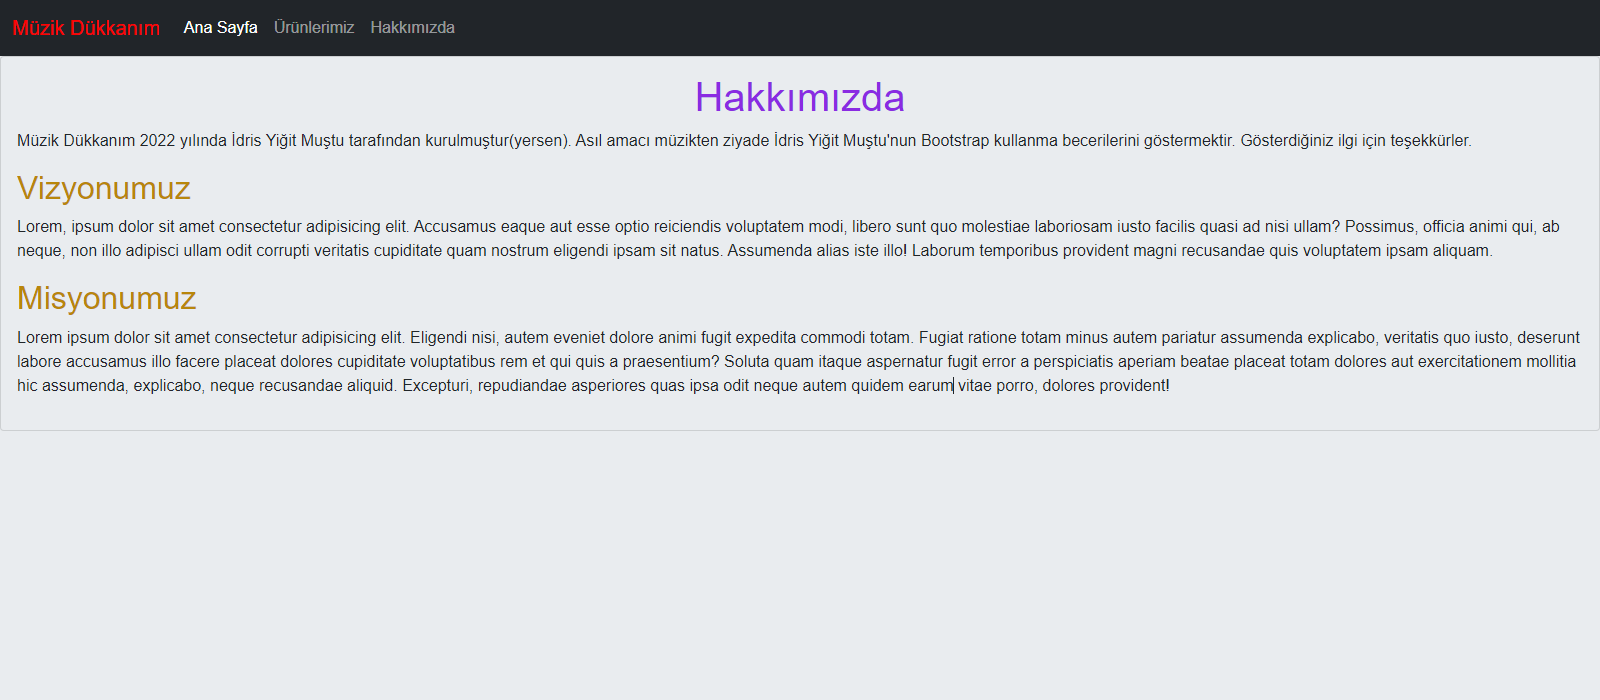 Müzik Dükkanım Ana Sayfa Ürünlerimiz Hakkımızda
Hakkımızda
Müzik Dükkanım 2022 yılında İdris Yiğit Muştu tarafından kurulmuştur(yersen). Asıl amacı müzikten ziyade İdris Yiğit Muştu'nun Bootstrap kullanma becerilerini göstermektir. Gösterdiğiniz ilgi için teşekkürler.
Vizyonumuz
Lorem, ipsum dolor sit amet consectetur adipisicing elit. Accusamus eaque aut esse optio reiciendis voluptatem modi, libero sunt quo molestiae laboriosam iusto facilis quasi ad nisi ullam? Possimus, officia animi qui, ab
neque, non illo adipisci ullam odit corrupti veritatis cupiditate quam nostrum eligendi ipsam sit natus. Assumenda alias iste illo! Laborum temporibus provident magni recusandae quis voluptatem ipsam aliquam.
Misyonumuz
Lorem ipsum dolor sit amet consectetur adipisicing elit. Eligendi nisi, autem eveniet dolore animi fugit expedita commodi totam. Fugiat ratione totam minus autem pariatur assumenda explicabo, veritatis quo iusto, deserunt
labore accusamus illo facere placeat dolores cupiditate voluptatibus rem et qui quis a praesentium? Soluta quam itaque aspernatur fugit error a perspiciatis aperiam beatae placeat totam dolores aut exercitationem mollitia
hic assumenda, explicabo, neque recusandae aliquid. Excepturi, repudiandae asperiores quas ipsa odit neque autem quidem earum vitae porro, dolores provident!